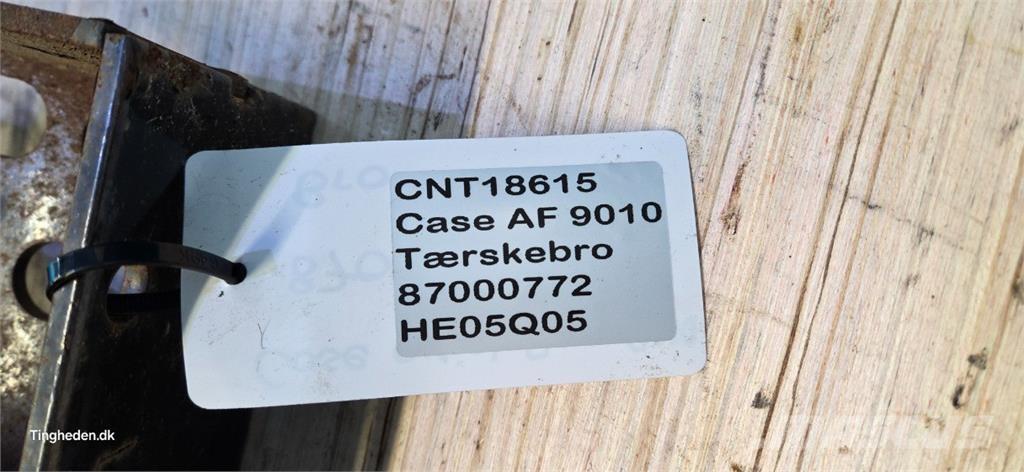 CNT18615
Case AF 9010
Tærskebro
87000772
HE05Q05
Tingheden.dk